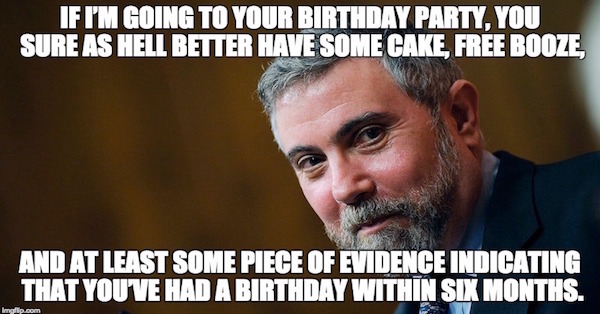 IF I'M GOING TO YOUR BIRTHDAY PARTY, YOU
SURE AS HELL BETTER HAVE SOME CAKE, FREE BOOZE,
AND AT LEAST SOME PIECE OF EVIDENCE INDICATING
THAT YOU'VE HAD A BIRTHDAY WITHIN SIX MONTHS.
imgflip.com